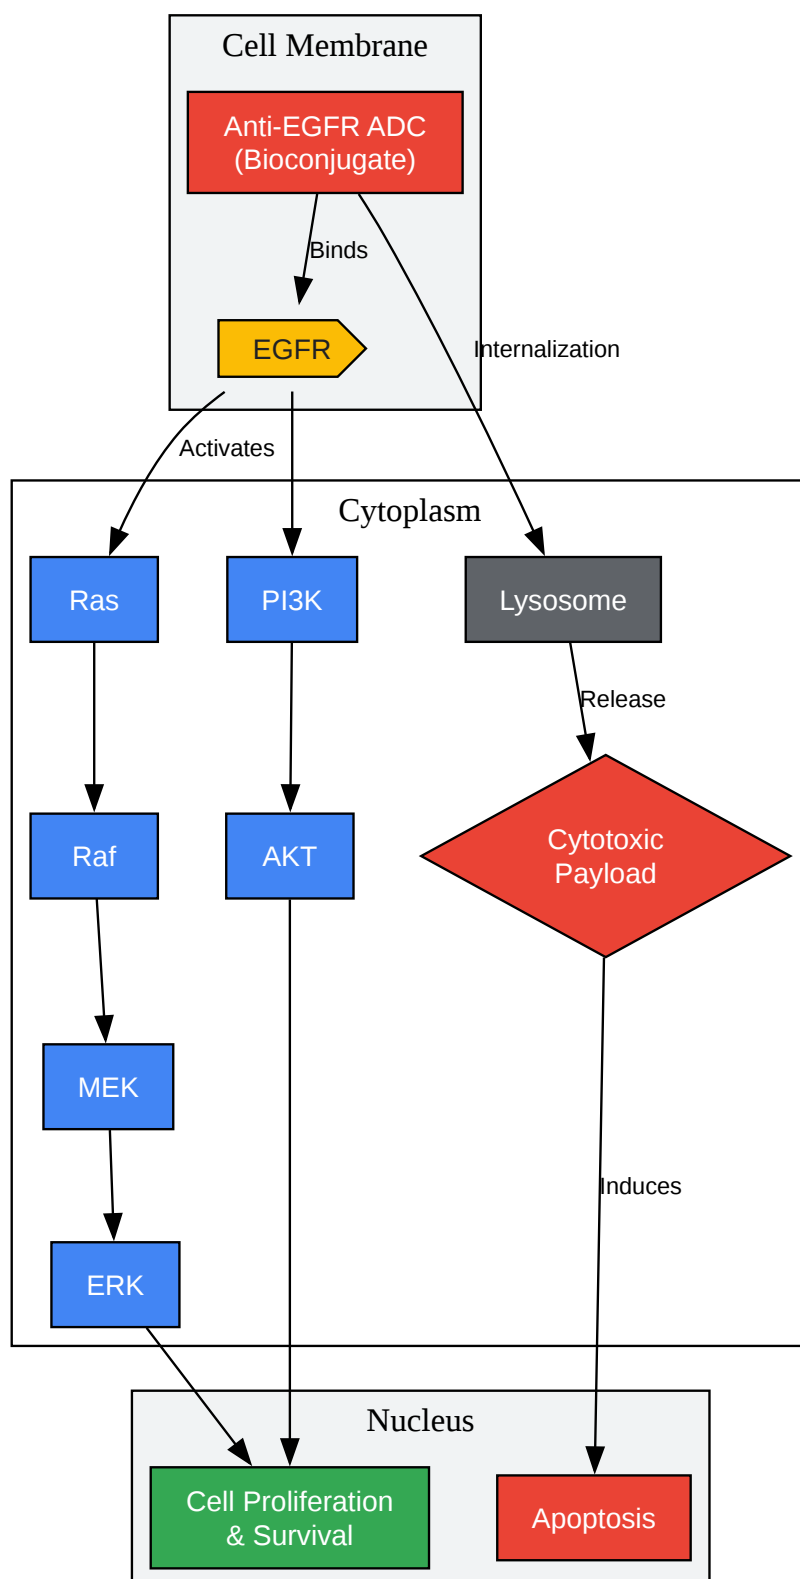 Cell Membrane
Anti-EGFR ADC
(Bioconjugate)
Binds
EGFR
Internalization
Activates
Cytoplasm
Ras
PI3K
Lysosome
Release
Raf
AKT
Cytotoxic
Payload
MEK
Induces
ERK
Nucleus
Cell Proliferation
& Survival
Apoptosis